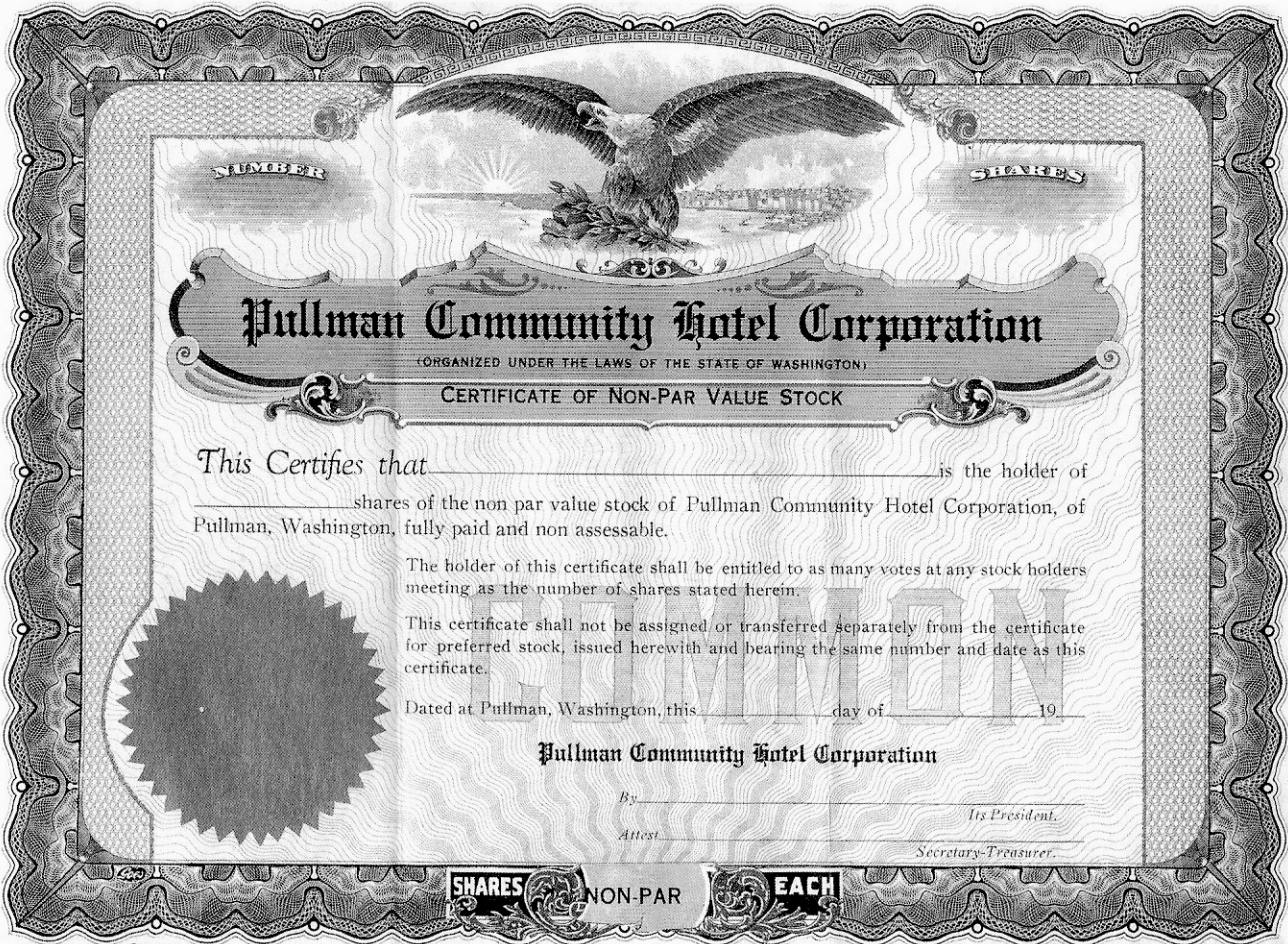 NUMBER
SHARES
Pullman Community Hotel Corporation
(ORGANIZED UNDER THE LAWS OF THE STATE OF WASHINGTON)
CERTIFICATE OF NON-PAR VALUE STOCK
This Certifies that is the holder of
shares of the non par value stock of Pullman Community Hotel Corporation, of
Pullman, Washington, fully paid and non assessable.
The holder of this certificate shall be entitled to as many votes at any stock holders
meeting as the number of shares stated herein.
This certificate shall not be assigned or transferred separately from the certificate
for preferred stock, issued herewith and bearing the same number and date as this
certificate.
COMMON
Dated at Pullman, Washington, this day of 19
Pullman Community Hotel Corporation
By
Its President.
Attest
Secretary-Treasurer.
SHARES NON-PAR EACH